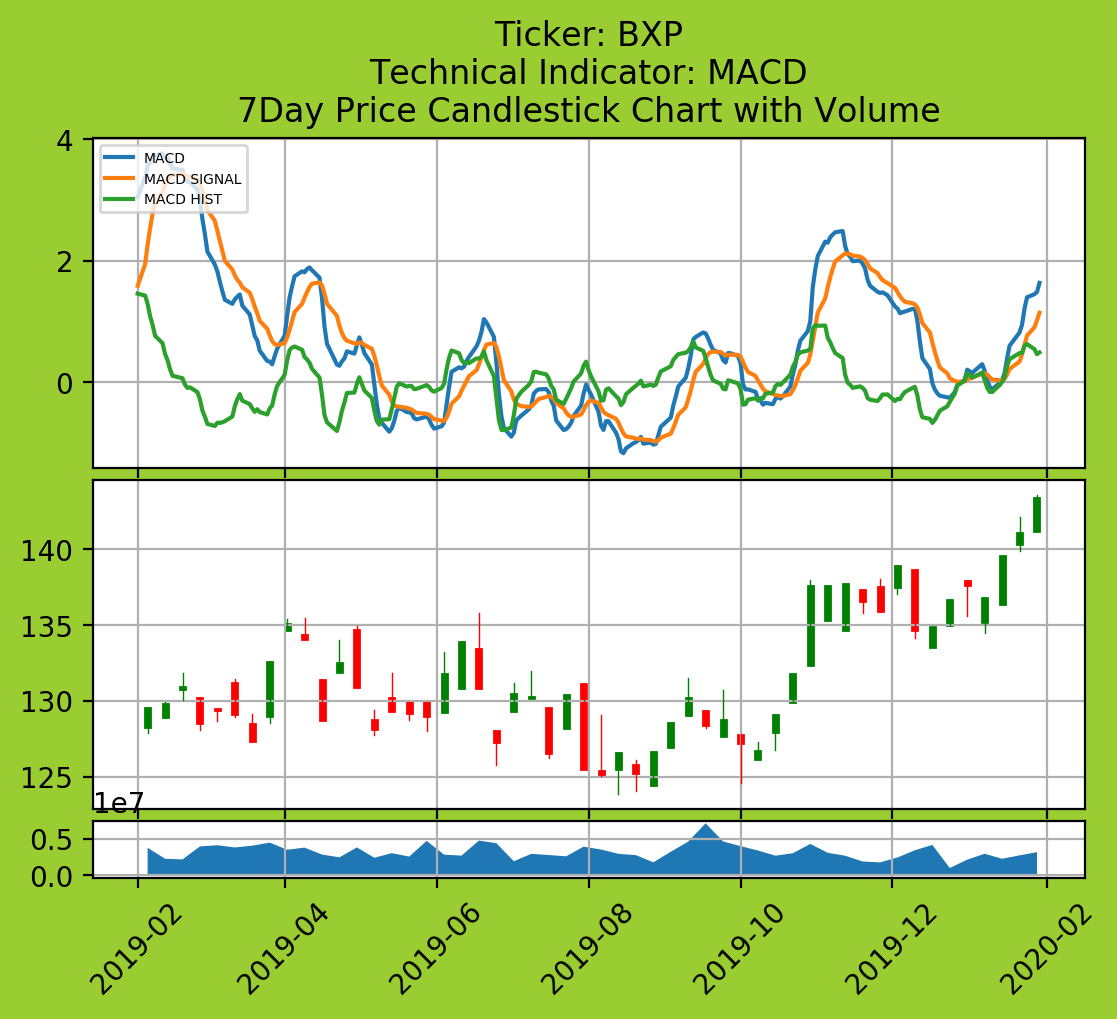 Ticker: BXP
Technical Indicator: MACD
7Day Price Candlestick Chart with Volume
4
2
0
MACD
MACD SIGNAL
MACD HIST
140
135
130
125
1e7
0.5
0.0
2019-02
2019-04
2019-06
2019-08
2019-10
2019-12
2020-02